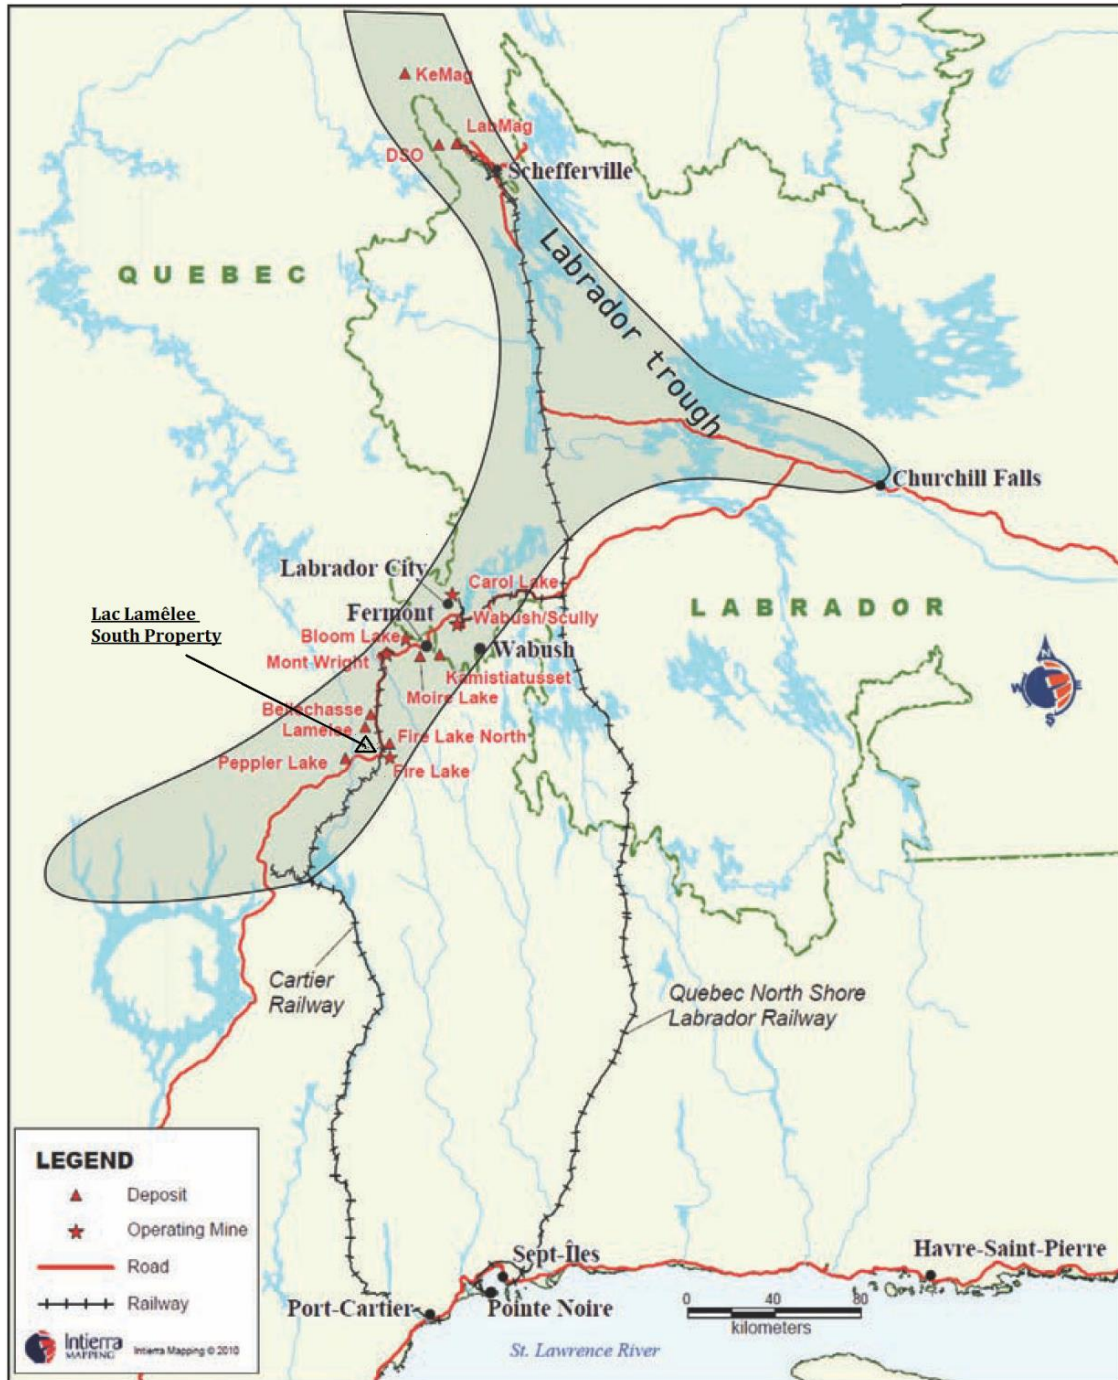 KeMag
LabMag
DSO
Schefferville
QUEBEC
Labrador trough
Churchill Falls
Labrador City
Carol Lake
Lac Lamêlee
South Property
Fermont
LABRADOR
Wabush/Scully
Bloom Lake
Wabush
Mont Wright
Kamistiatusset
Moire Lake
N
W
E
S
Bellechasse
Lamelee
Fire Lake North
Peppler Lake
Fire Lake
Cartier
Railway
Quebec North Shore
Labrador Railway
LEGEND
Deposit
Operating Mine
Road
Railway
Intierra
MAPPING
Intierra Mapping © 2010
Sept-Îles
Havre-Saint-Pierre
Port-Cartier
Pointe Noire
0 40 80
kilometers
St. Lawrence River